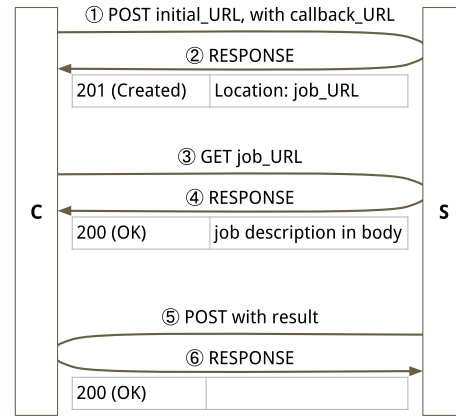 ① POST initial_URL, with callback_URL
② RESPONSE
201 (Created) Location: job_URL
③ GET job_URL
④ RESPONSE
C S
200 (OK) job description in body
⑤ POST with result
⑥ RESPONSE
200 (OK)